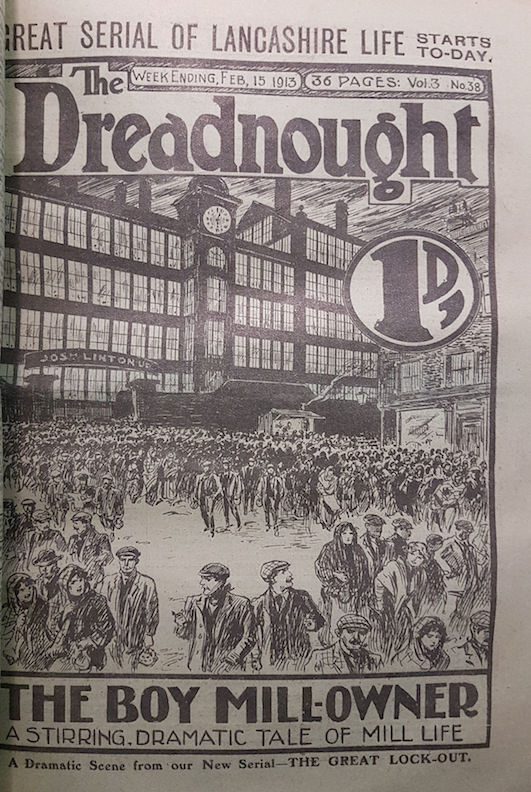 GREAT SERIAL OF LANCASHIRE LIFE STARTS TO-DAY.
The
WEEK ENDING, FEB, 15 1913 36 PAGES: Vol.3 No.38
Dreadnought
1D,
JOSH LINTON
THE BOY MILL-OWNER
A STIRRING, DRAMATIC TALE OF MILL LIFE
A Dramatic Scene from our New Serial—THE GREAT LOCK-OUT.